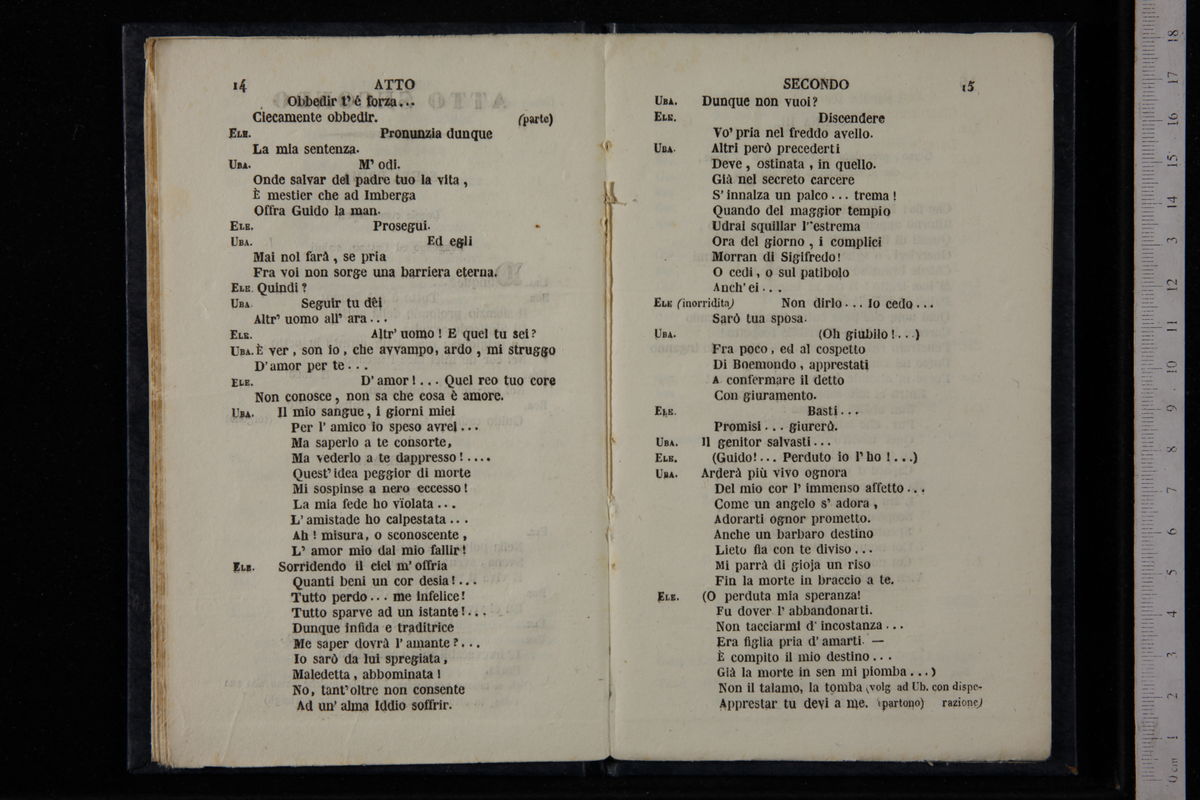 14 ATTO
Obbedir t' è forza...
Ciecamente obbedir. (parte)
ELE. Pronunzia dunque
La mia sentenza.
UBA. M' odi.
Onde salvar del padre tuo la vita,
È mestier che ad Imberga
Offra Guido la man.
ELE. Prosegui.
UBA. Ed egli
Mai nol farà, se pria
Fra voi non sorge una barriera eterna.
ELE. Quindi?
UBA. Seguir tu dêi
Altr' uomo all' ara...
ELE. Altr' uomo! E quel tu sei?
UBA. È ver, son io, che avvampo, ardo, mi struggo
D' amor per te...
ELE. D' amor!... Quel reo tuo core
Non conosce, non sa che cosa è amore.
UBA. Il mio sangue, i giorni miei
Per l' amico io speso avrei...
Ma saperlo a te consorte,
Ma vederlo a te dappresso!....
Quest' idea peggior di morte
Mi sospinse a nero eccesso!
La mia fede ho vïolata...
L' amistade ho calpestata...
Ah! misura, o sconoscente,
L' amor mio dal mio fallir!
ELE. Sorridendo il ciel m' offria
Quanti beni un cor desia!...
Tutto perdo... me infelice!
Tutto sparve ad un istante!...
Dunque infida e traditrice
Me saper dovrà l' amante?...
Io sarò da lui spregiata,
Maledetta, abbominata!
No, tant' oltre non consente
Ad un' alma Iddio soffrir.
SECONDO 15
UBA. Dunque non vuoi?
ELE. Discendere
Vo' pria nel freddo avello.
UBA. Altri però precederti
Deve, ostinata, in quello.
Già nel secreto carcere
S' innalza un palco... trema!
Quando del maggior tempio
Udrai squillar l' estrema
Ora del giorno, i complici
Morran di Sigifredo!
O cedi, o sul patibolo
Anch' ei...
ELE (inorridita) Non dirlo... Io cedo...
Sarò tua sposa.
UBA. (Oh giubilo!...)
Fra poco, ed al cospetto
Di Boemondo, apprestati
A confermare il detto
Con giuramento.
ELE. Basti...
Promisi... giurerò.
UBA. Il genitor salvasti...
ELE. (Guido!... Perduto io l' ho!...)
UBA. Arderà più vivo ognora
Del mio cor l' immenso affetto...
Come un angelo s' adora,
Adorarti ognor prometto.
Anche un barbaro destino
Lieto fia con te diviso...
Mi parrà di gioja un riso
Fin la morte in braccio a te.
ELE. (O perduta mia speranza!
Fu dover l' abbandonarti.
Non tacciarmi d' incostanza...
Era figlia pria d' amarti. —
È compito il mio destino...
Già la morte in sen mi piomba...)
Non il talamo, la tomba (volg ad Ub. con dispe-
Apprestar tu devi a me. (partono) razione)